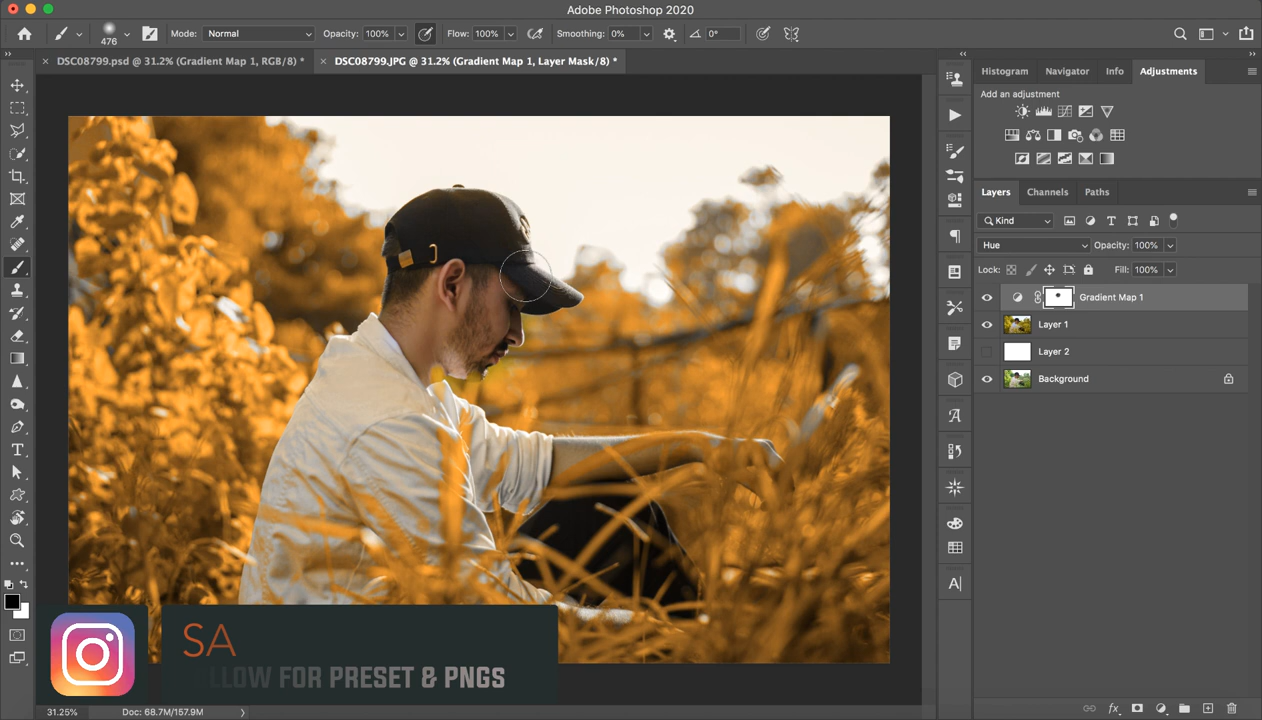 Adobe Photoshop 2020
476 Mode: Normal Opacity: 100% Flow: 100% Smoothing: 0% 0°
DSC08799.psd @ 31.2% (Gradient Map 1, RGB/8) *
DSC08799.JPG @ 31.2% (Gradient Map 1, Layer Mask/8) *
Histogram Navigator Info Adjustments
Add an adjustment
Layers Channels Paths
Kind
Hue Opacity: 100%
Lock: Fill: 100%
Gradient Map 1
Layer 1
Layer 2
Background
SA
LLOW FOR PRESET & PNGS
31.25% Doc: 68.7M/157.9M